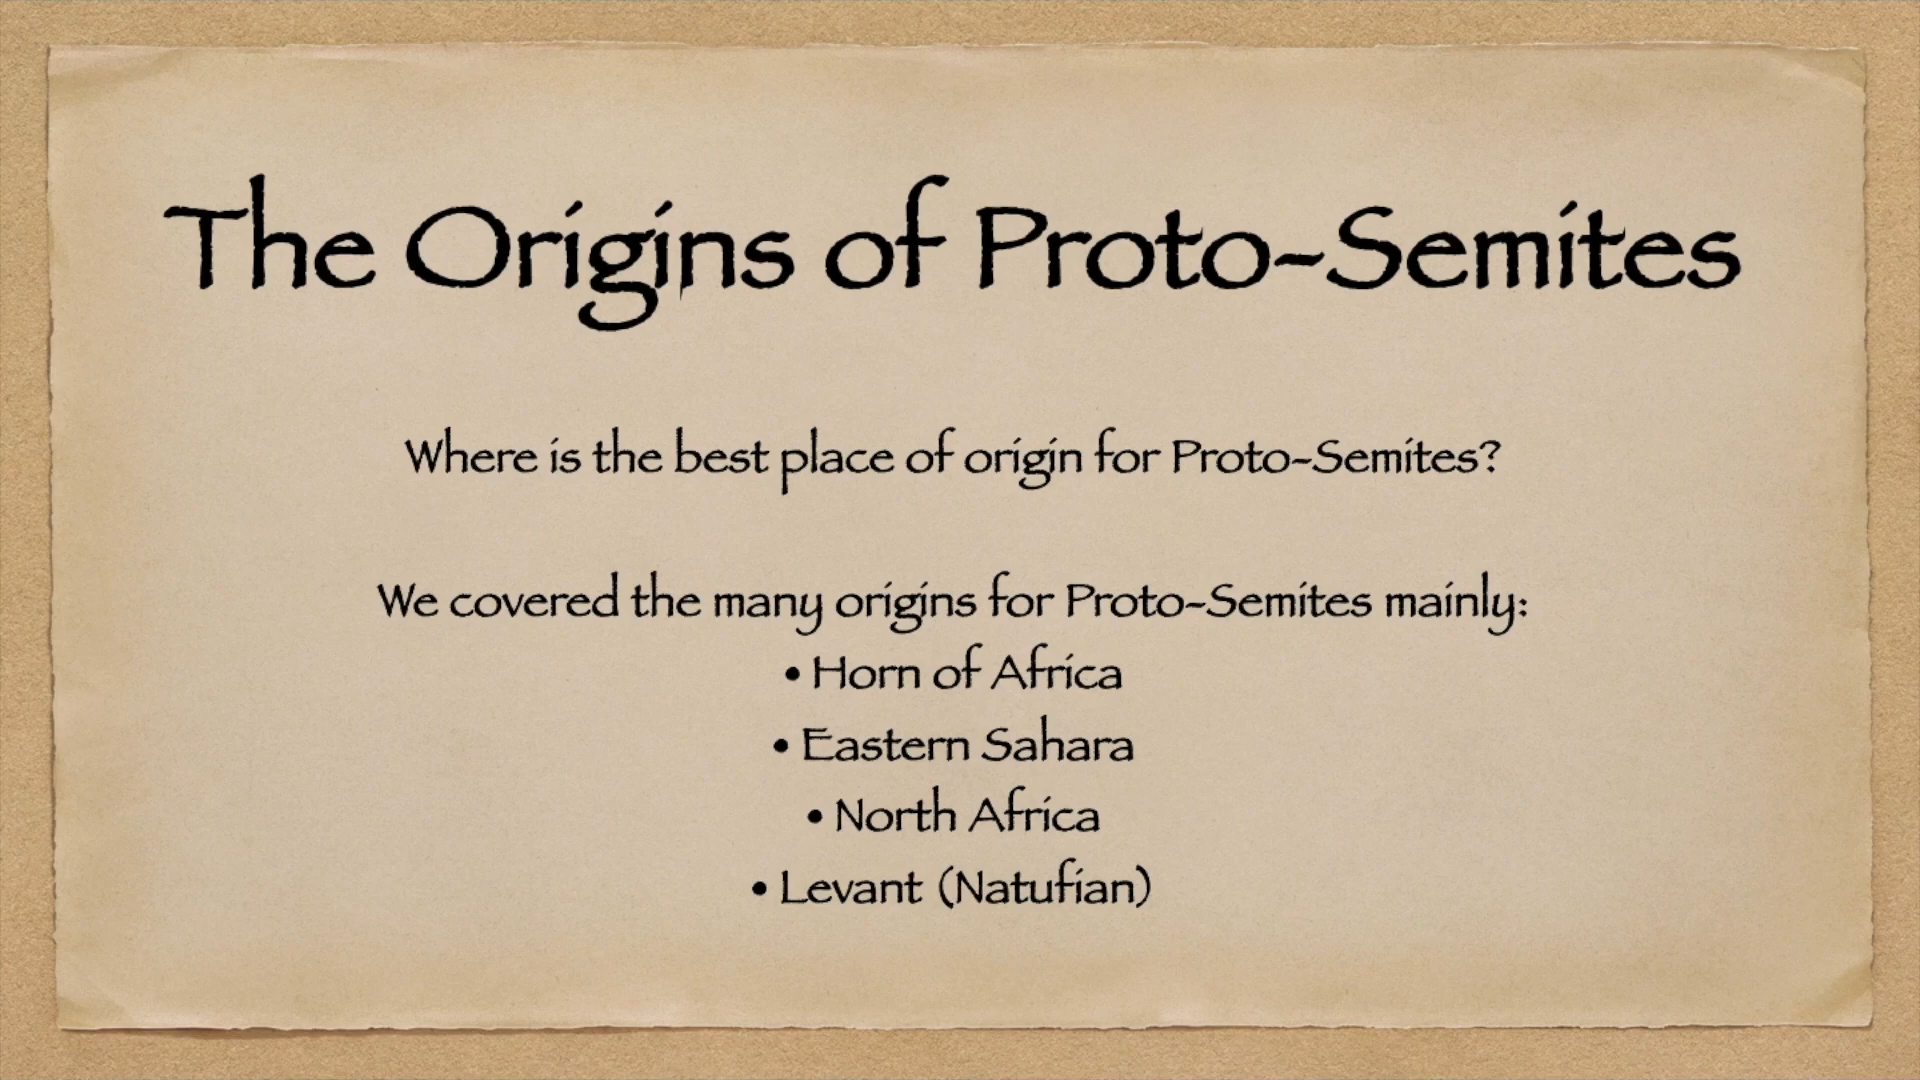 The Origins of Proto-Semites
Where is the best place of origin for Proto-Semites?
We covered the many origins for Proto-Semites mainly:
• Horn of Africa
• Eastern Sahara
• North Africa
• Levant (Natufian)